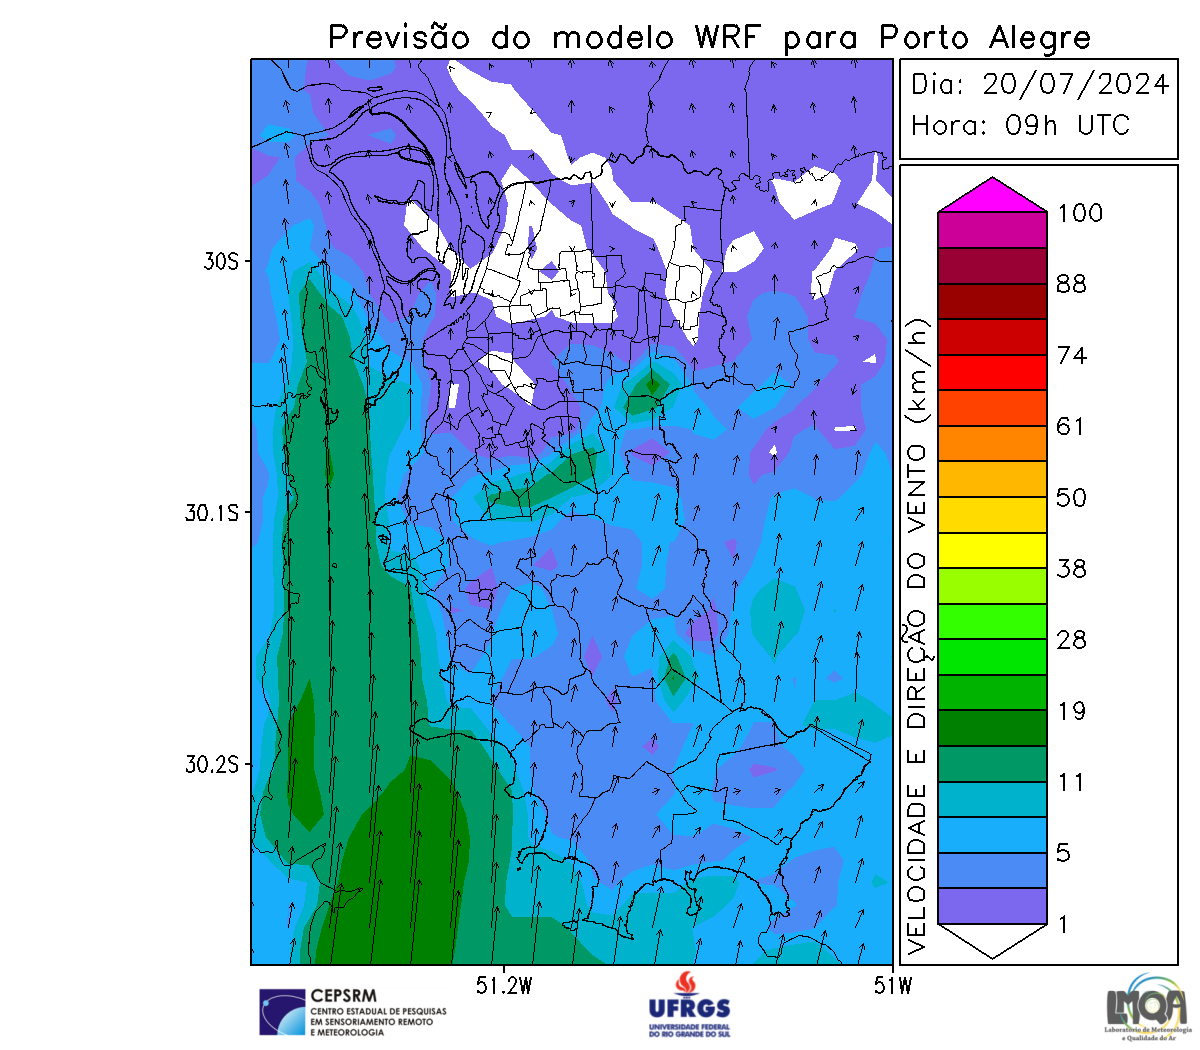 Previsão do modelo WRF para Porto Alegre
Dia: 20/07/2024
Hora: 09h UTC
30S
30.1S
30.2S
51.2W
51W
VELOCIDADE E DIREÇÃO DO VENTO (km/h)
100
88
74
61
50
38
28
19
11
5
1
CEPSRM
CENTRO ESTADUAL DE PESQUISAS
EM SENSORIAMENTO REMOTO
E METEOROLOGIA
UFRGS
UNIVERSIDADE FEDERAL
DO RIO GRANDE DO SUL
LMQA
Laboratório de Meteorologia
e Qualidade do Ar